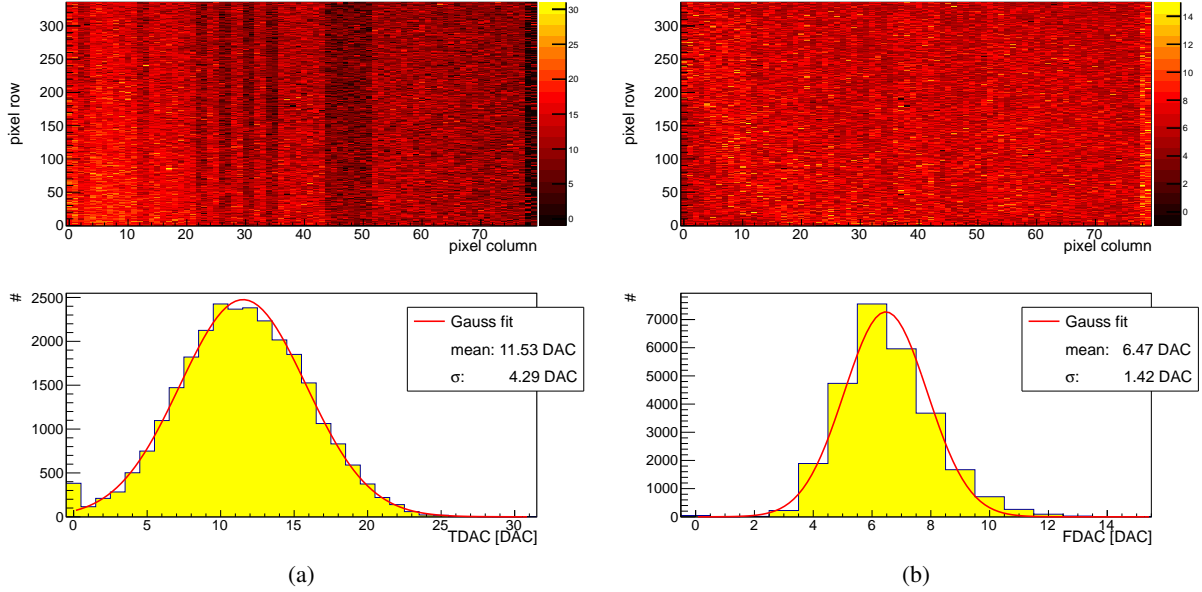 pixel row
300
250
200
150
100
50
0
0 10 20 30 40 50 60 70
pixel column
30
25
20
15
10
5
0
pixel row
300
250
200
150
100
50
0
0 10 20 30 40 50 60 70
pixel column
14
12
10
8
6
4
2
0
#
2500
2000
1500
1000
500
0
0 5 10 15 20 25 30
TDAC [DAC]
Gauss fit
mean: 11.53 DAC
σ: 4.29 DAC
#
7000
6000
5000
4000
3000
2000
1000
0
0 2 4 6 8 10 12 14
FDAC [DAC]
Gauss fit
mean: 6.47 DAC
σ: 1.42 DAC
(a)
(b)